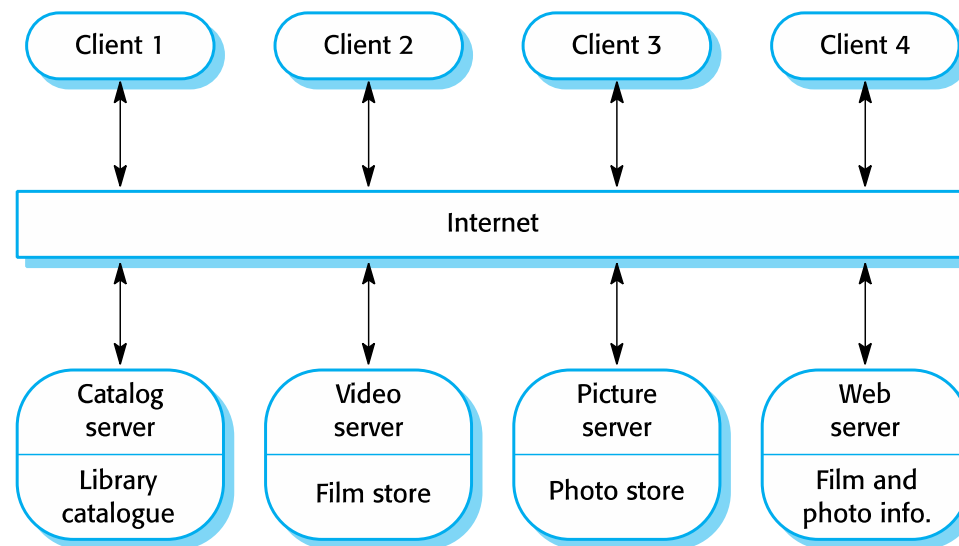 Client 1
Client 2
Client 3
Client 4
Internet
Catalog
server
Library
catalogue
Video
server
Film store
Picture
server
Photo store
Web
server
Film and
photo info.